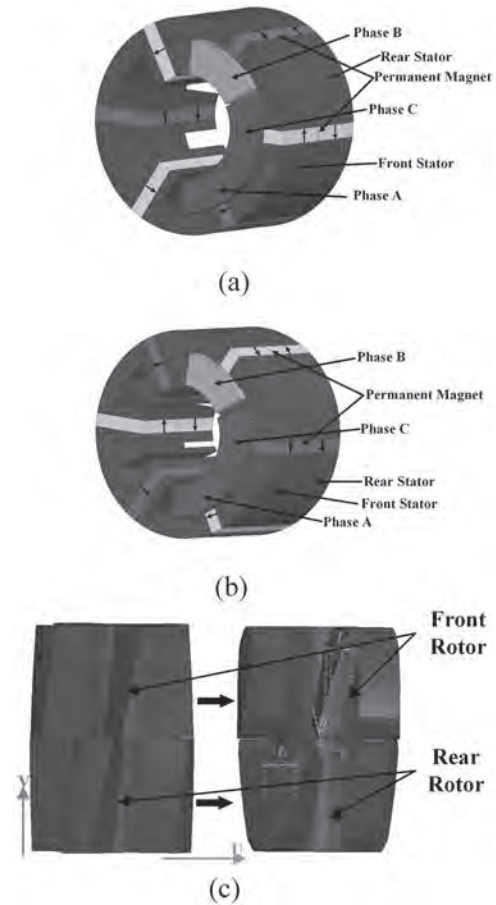 Phase B
Rear Stator
Permanent Magnet
Phase C
Front Stator
Phase A
(a)
Phase B
Permanent Magnet
Phase C
Rear Stator
Front Stator
Phase A
(b)
Front
Rotor
Rear
Rotor
Y
(c)